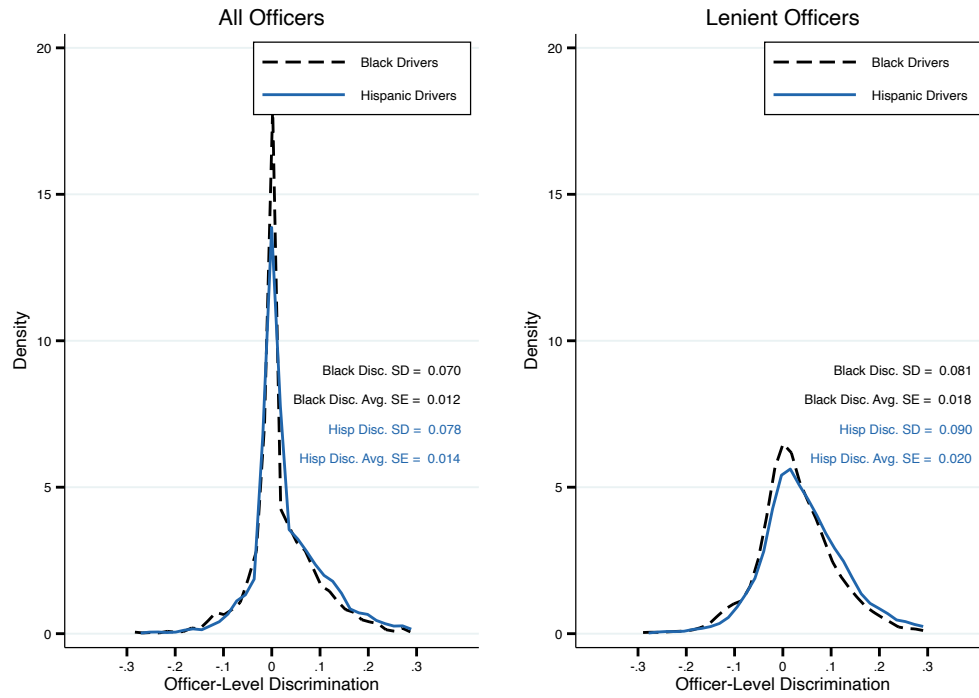 All Officers
Black Drivers
Hispanic Drivers
20
15
10
5
0
Density
Black Disc. SD = 0.070
Black Disc. Avg. SE = 0.012
Hisp Disc. SD = 0.078
Hisp Disc. Avg. SE = 0.014
-.3 -.2 -.1 0 .1 .2 .3
Officer-Level Discrimination
Lenient Officers
Black Drivers
Hispanic Drivers
20
15
10
5
0
Density
Black Disc. SD = 0.081
Black Disc. Avg. SE = 0.018
Hisp Disc. SD = 0.090
Hisp Disc. Avg. SE = 0.020
-.3 -.2 -.1 0 .1 .2 .3
Officer-Level Discrimination